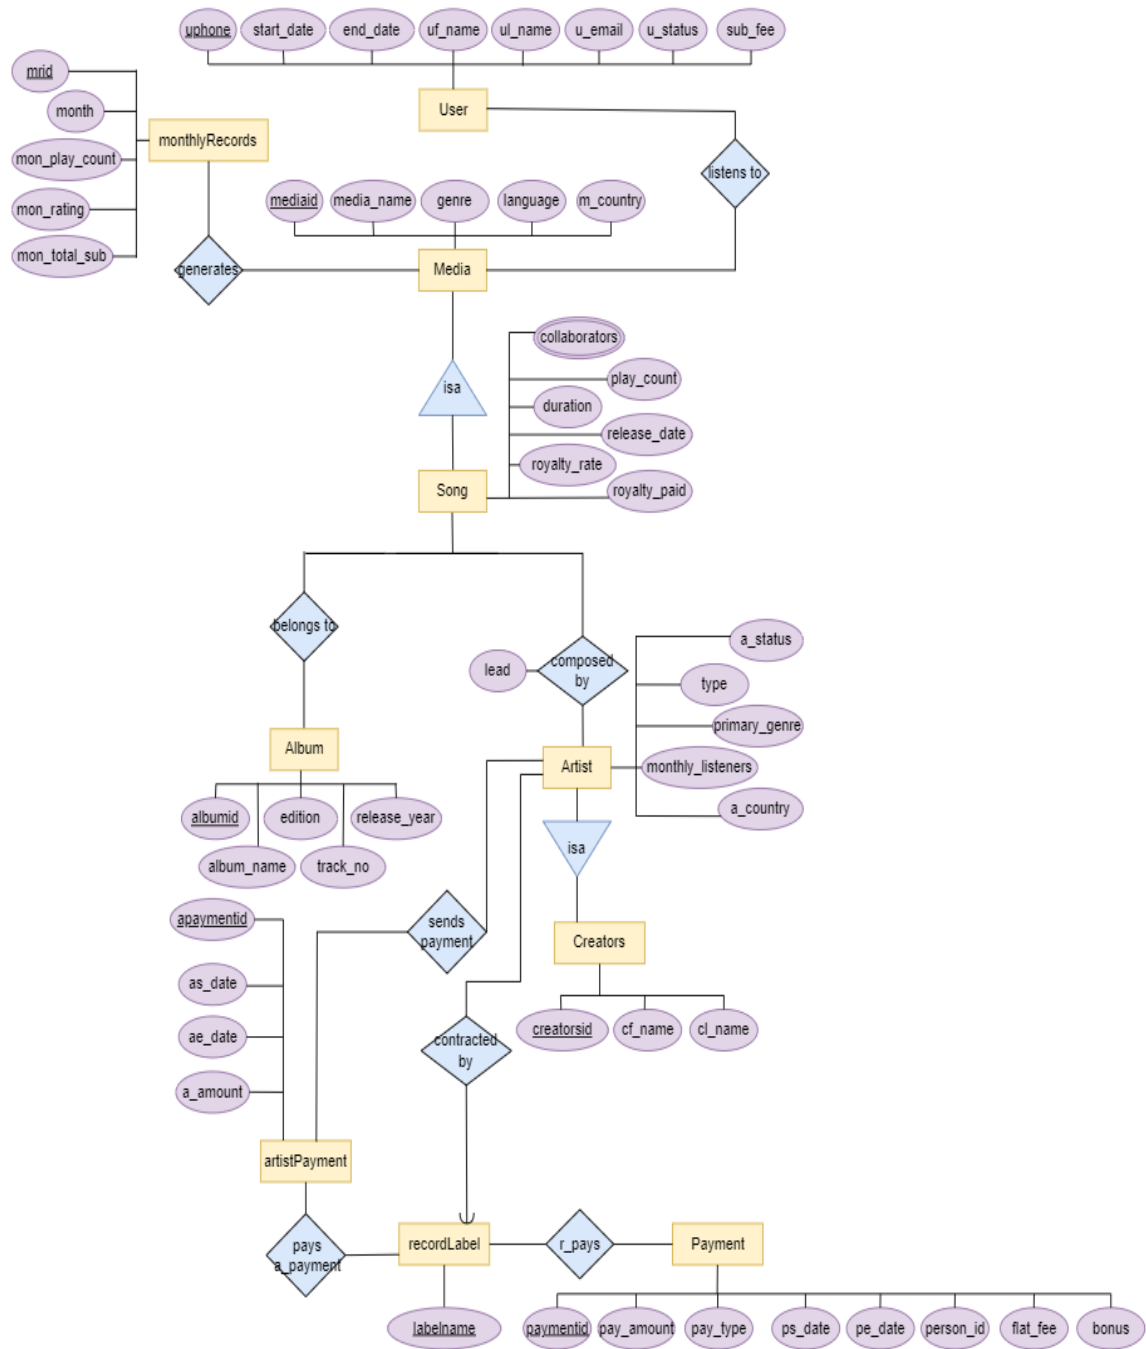 uphone
start_date
end_date
uf_name
ul_name
u_email
u_status
sub_fee
mrid
month
mon_play_count
mon_rating
mon_total_sub
monthlyRecords
User
listens to
mediaid
media_name
genre
language
m_country
generates
Media
collaborators
play_count
duration
release_date
royalty_rate
royalty_paid
isa
Song
belongs to
lead
composed
by
a_status
type
primary_genre
monthly_listeners
a_country
Album
Artist
albumid
edition
release_year
album_name
track_no
isa
apaymentid
as_date
ae_date
a_amount
sends
payment
Creators
creatorsid
cf_name
cl_name
contracted
by
artistPayment
pays
a_payment
recordLabel
r_pays
Payment
labelname
paymentid
pay_amount
pay_type
ps_date
pe_date
person_id
flat_fee
bonus